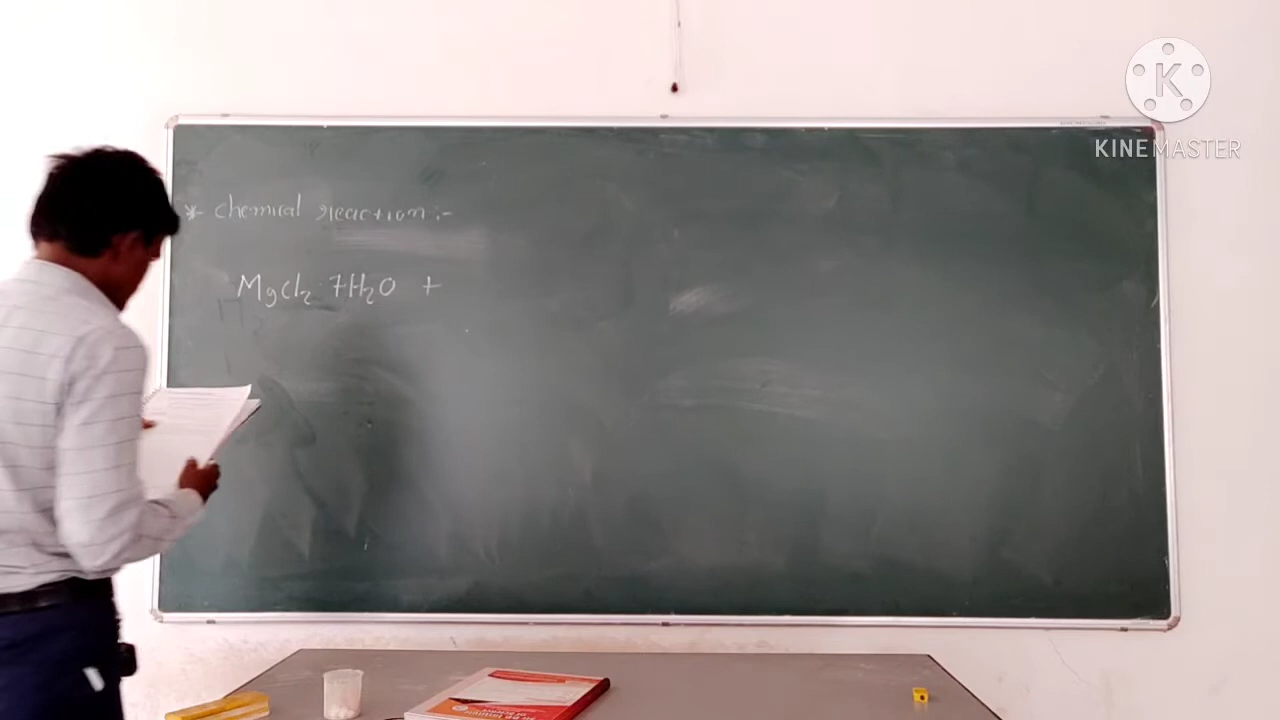 * Chemical reaction :-
MgCl₂ 7H₂O +
K
KINEMASTER